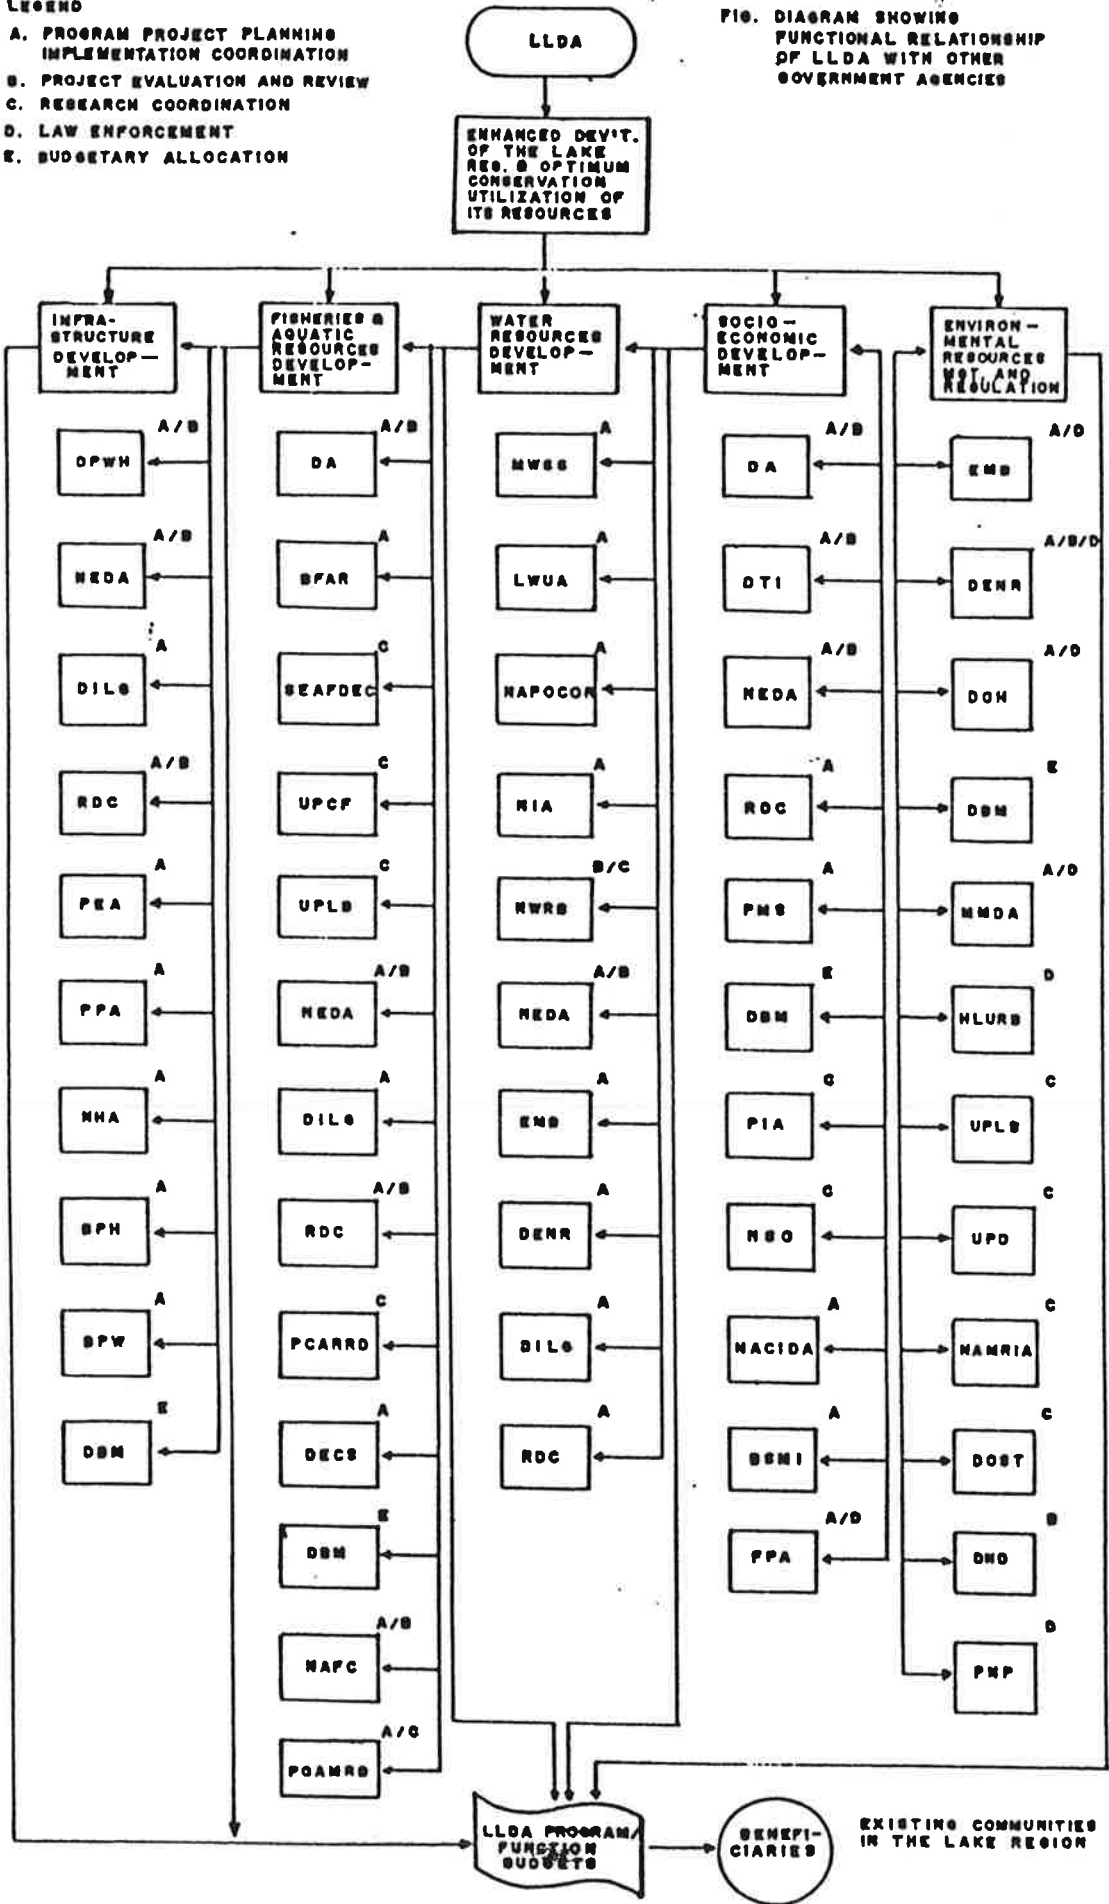 LEGEND
A. PROGRAM PROJECT PLANNING
IMPLEMENTATION COORDINATION
B. PROJECT EVALUATION AND REVIEW
C. RESEARCH COORDINATION
D. LAW ENFORCEMENT
E. BUDGETARY ALLOCATION
LLDA
FIG. DIAGRAM SHOWING
FUNCTIONAL RELATIONSHIP
OF LLDA WITH OTHER
GOVERNMENT AGENCIES
ENHANCED DEV'T.
OF THE LAKE
REG. & OPTIMUM
CONSERVATION
UTILIZATION OF
ITS RESOURCES
INFRA-
STRUCTURE
DEVELOP-
MENT
A/B
DPWH
A/B
NEDA
A
DILG
A/B
RDC
A
PEA
A
PPA
A
NHA
A
BPH
A
BPW
E
DBM
FISHERIES &
AQUATIC
RESOURCES
DEVELOP-
MENT
A/B
DA
A
BFAR
C
SEAFDEC
C
UPCF
C
UPLB
A/B
NEDA
A
DILG
A/B
RDC
C
PCARRD
A
DECS
E
DBM
A/B
NAFC
A/C
WATER
RESOURCES
DEVELOP-
MENT
A
MWSS
A
LWUA
A
NAPOCOR
A
NIA
B/C
NWRB
A/B
NEDA
A
EMB
A
DENR
A
DILG
A
RDC
SOCIO-
ECONOMIC
DEVELOP-
MENT
A/B
DA
A/B
DTI
A/B
NEDA
A
RDC
A
PMS
E
DBM
C
PIA
C
NSO
A
NACIDA
A
BSMI
A/D
FPA
ENVIRON-
MENTAL
RESOURCES
MGT. AND
REGULATION
A/D
EMB
A/B/D
DENR
A/D
DOH
E
DBM
A/D
MMDA
D
HLURB
C
UPLB
C
UPD
C
NAMRIA
C
DOST
DND
D
PNP
LLDA PROGRAM/
FUNCTION
BUDGETS
BENEFI-
CIARIES
EXISTING COMMUNITIES
IN THE LAKE REGION